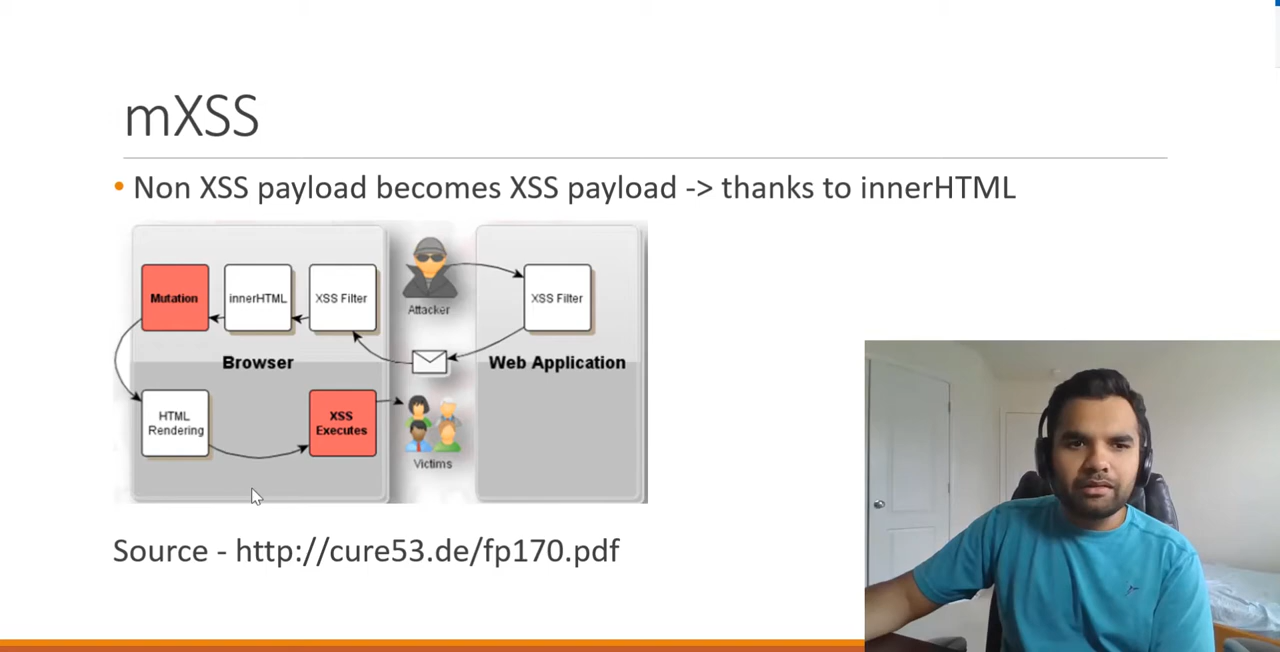 mXSS
• Non XSS payload becomes XSS payload -> thanks to innerHTML
Mutation
innerHTML
XSS Filter
Attacker
XSS Filter
Browser
Web Application
HTML
Rendering
XSS
Executes
Victims
Source - http://cure53.de/fp170.pdf